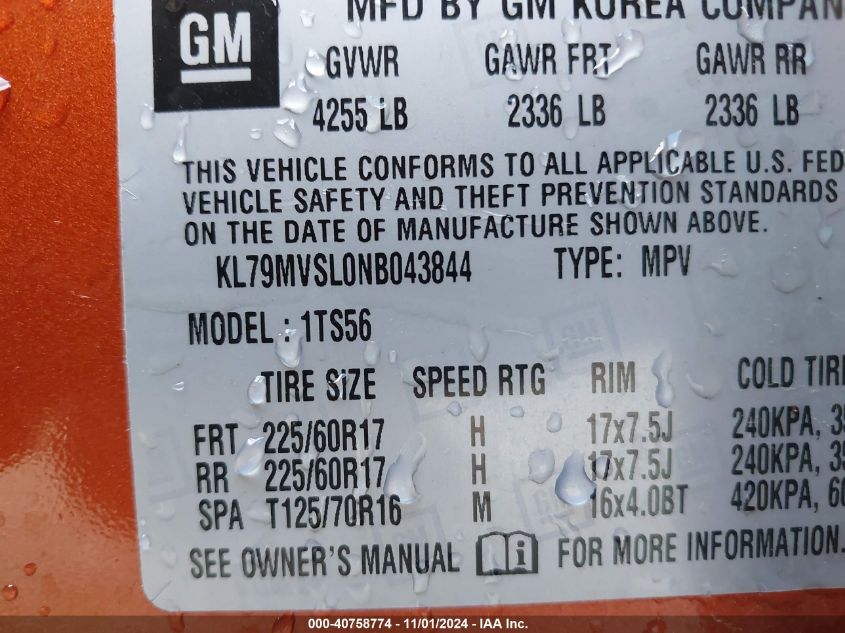 GM
MFD BY GM KOREA COMPAN
GVWR GAWR FRT GAWR RR
4255 LB 2336 LB 2336 LB
THIS VEHICLE CONFORMS TO ALL APPLICABLE U.S. FED
VEHICLE SAFETY AND THEFT PREVENTION STANDARDS
ON THE DATE OF MANUFACTURE SHOWN ABOVE.
KL79MVSL0NB043844 TYPE: MPV
MODEL : 1TS56
GM
TIRE SIZE SPEED RTG RIM COLD TIR
FRT 225/60R17 H 17x7.5J 240KPA, 35
RR 225/60R17 H 17x7.5J 240KPA, 35
SPA T125/70R16 M 16x4.0BT 420KPA, 60
SEE OWNER'S MANUAL i FOR MORE INFORMATION.
000-40758774 - 11/01/2024 - IAA Inc.